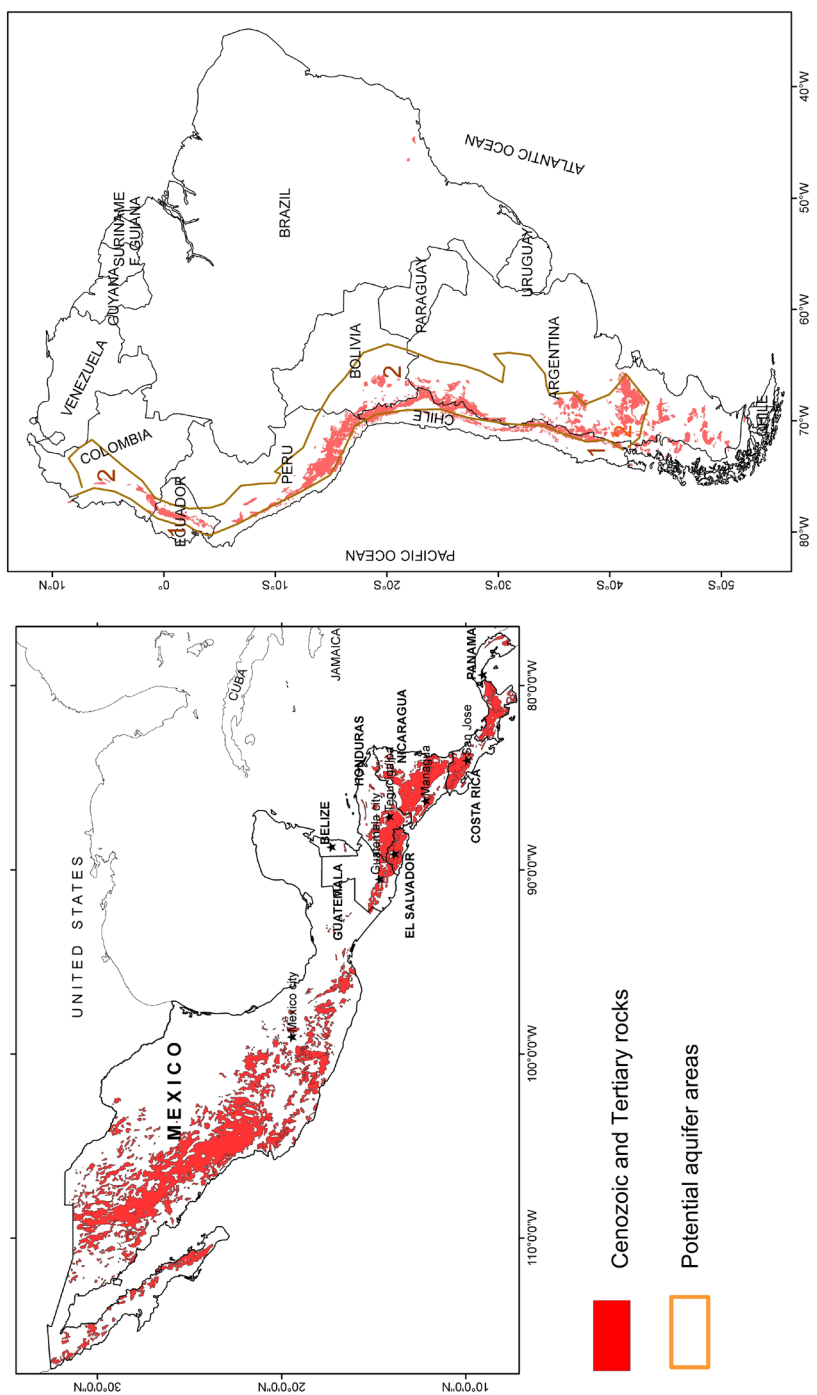 UNITED STATES
MEXICO
Mexico city
CUBA
JAMAICA
BELIZE
GUATEMALA
HONDURAS
Guatemala city
Tegucigalpa
NICARAGUA
EL SALVADOR
Managua
San Jose
COSTA RICA
PANAMA
30°0'0"N
20°0'0"N
10°0'0"N
110°0'0"W
100°0'0"W
90°0'0"W
80°0'0"W
VENEZUELA
GUYANA
SURINAME
F. GUIANA
COLOMBIA
2
1
ECUADOR
PERU
BRAZIL
BOLIVIA
2
PARAGUAY
CHILE
URUGUAY
ARGENTINA
1
2
CHILE
PACIFIC OCEAN
ATLANTIC OCEAN
10°N
0°
10°S
20°S
30°S
40°S
50°S
80°W
70°W
60°W
50°W
40°W
Cenozoic and Tertiary rocks
Potential aquifer areas